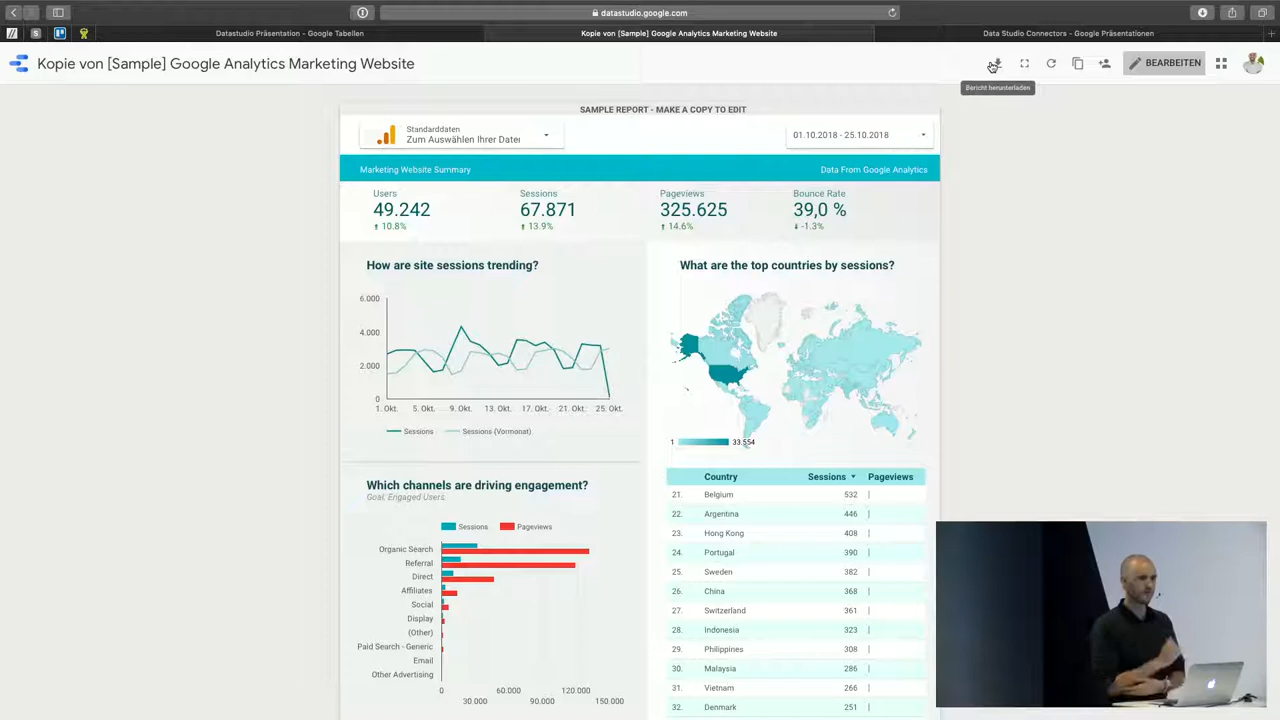 datastudio.google.com
Datastudio Präsentation - Google Tabellen
Kopie von [Sample] Google Analytics Marketing Website
Data Studio Connectors - Google Präsentationen
Kopie von [Sample] Google Analytics Marketing Website
BEARBEITEN
Bericht herunterladen
SAMPLE REPORT - MAKE A COPY TO EDIT
Standarddaten
Zum Auswählen Ihrer Daten
01.10.2018 - 25.10.2018
Marketing Website Summary
Data From Google Analytics
Users
49.242
10.8%
Sessions
67.871
13.9%
Pageviews
325.625
14.6%
Bounce Rate
39,0 %
-1.3%
How are site sessions trending?
6.000
4.000
2.000
0
1. Okt.
5. Okt.
9. Okt.
13. Okt.
17. Okt.
21. Okt.
25. Okt.
Sessions
Sessions (Vormonat)
What are the top countries by sessions?
1
33.554
Country Sessions Pageviews
21. Belgium 532
22. Argentina 446
23. Hong Kong 408
24. Portugal 390
25. Sweden 382
26. China 368
27. Switzerland 361
28. Indonesia 323
29. Philippines 308
30. Malaysia 286
31. Vietnam 266
32. Denmark 251
Which channels are driving engagement?
Goal: Engaged Users
Sessions
Pageviews
Organic Search
Referral
Direct
Affiliates
Social
Display
(Other)
Paid Search - Generic
Email
Other Advertising
0
30.000
60.000
90.000
120.000
150.000